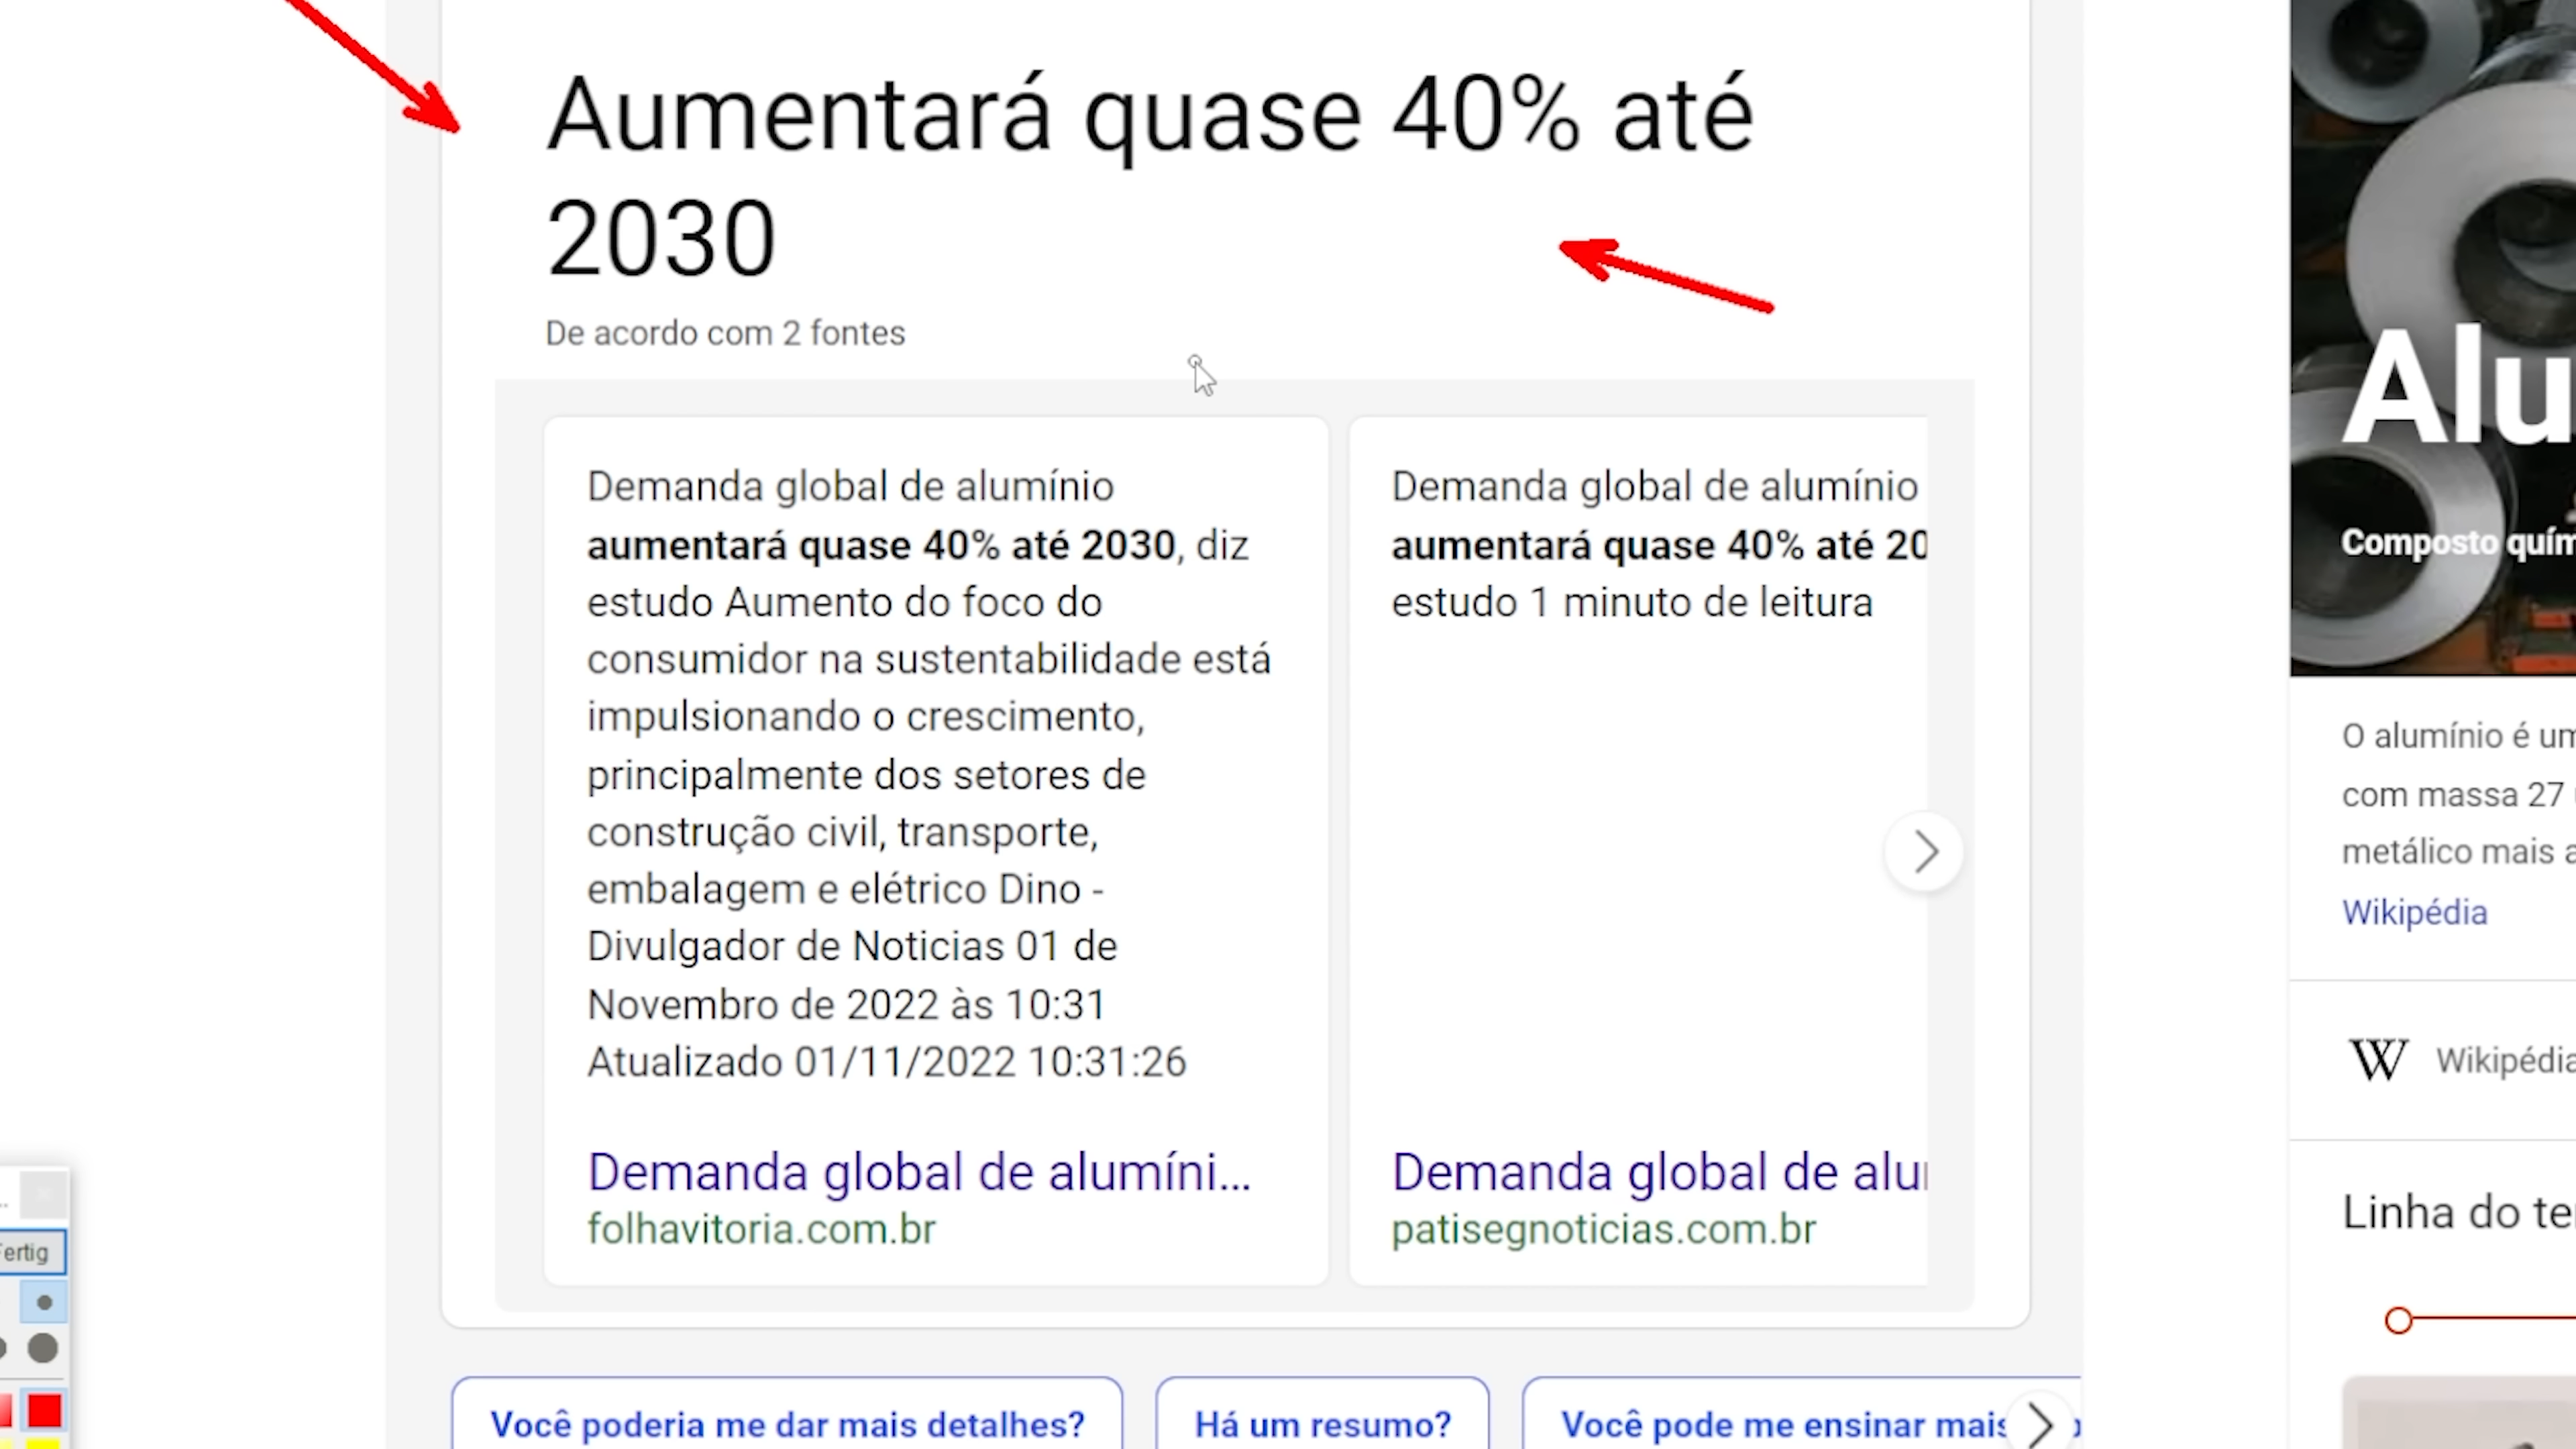 Aumentará quase 40% até
2030
De acordo com 2 fontes
Demanda global de alumínio
aumentará quase 40% até 2030, diz
estudo Aumento do foco do
consumidor na sustentabilidade está
impulsionando o crescimento,
principalmente dos setores de
construção civil, transporte,
embalagem e elétrico Dino -
Divulgador de Noticias 01 de
Novembro de 2022 às 10:31
Atualizado 01/11/2022 10:31:26
Demanda global de alumíni...
folhavitoria.com.br
Demanda global de alumínio
aumentará quase 40% até 20
estudo 1 minuto de leitura
Demanda global de alu
patisegnoticias.com.br
Você poderia me dar mais detalhes?
Há um resumo?
Você pode me ensinar mais
Alu
Composto quím
O alumínio é um
com massa 27
metálico mais a
Wikipédia
W Wikipédia
Linha do te
Fertig